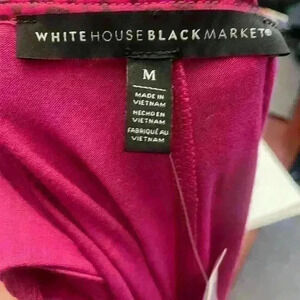 WHITE HOUSE BLACK MARKET®
M
MADE IN
VIETNAM
HECHO EN
VIETNAM
FABRIQUÉ AU
VIETNAM